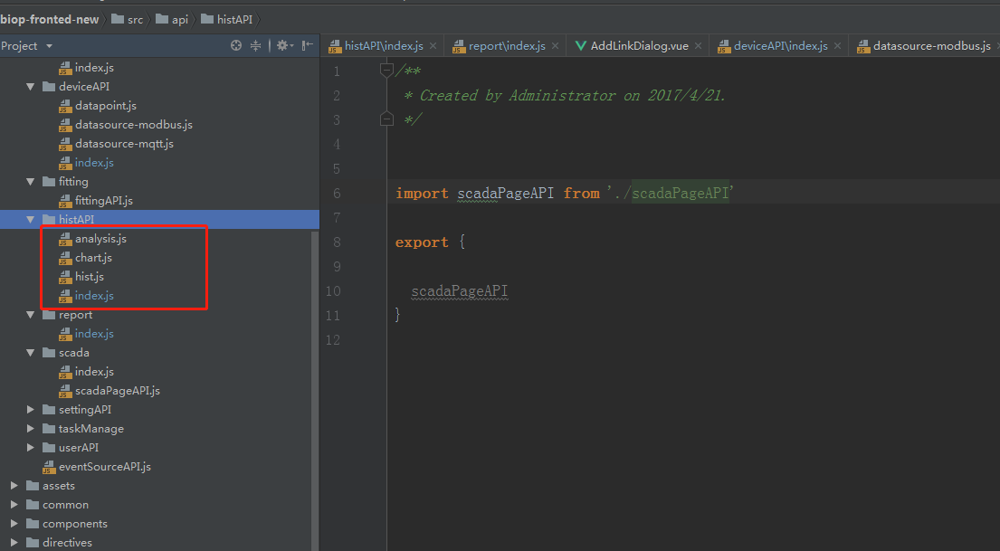 biop-fronted-new src api histAPI
Project
histAPI\index.js report\index.js AddLinkDialog.vue deviceAPI\index.js datasource-modbus.js
index.js
deviceAPI
datapoint.js
datasource-modbus.js
datasource-mqtt.js
index.js
fitting
fittingAPI.js
histAPI
analysis.js
chart.js
hist.js
index.js
report
index.js
scada
index.js
scadaPageAPI.js
settingAPI
taskManage
userAPI
eventSourceAPI.js
assets
common
components
directives
1 /**
2 * Created by Administrator on 2017/4/21.
3 */
4
5
6 import scadaPageAPI from './scadaPageAPI'
7
8 export {
9
10 scadaPageAPI
11 }
12